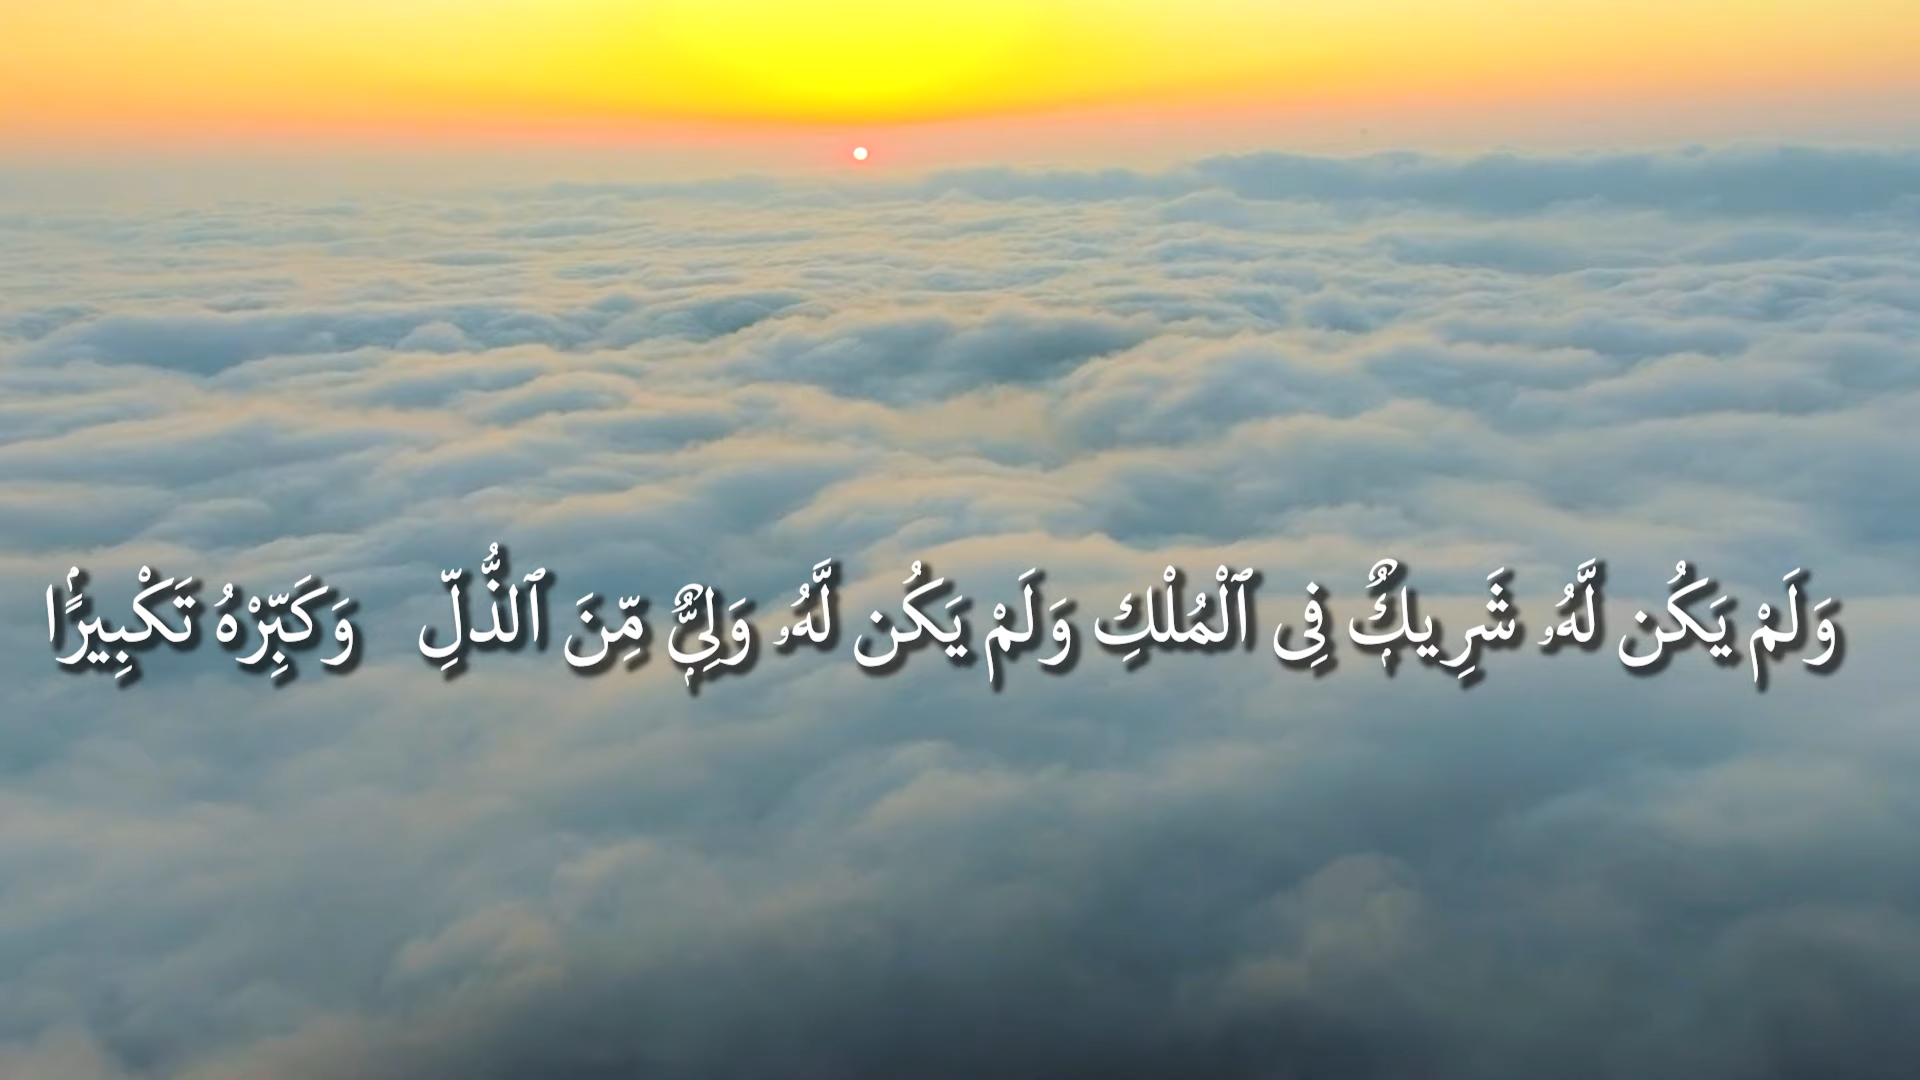 وَلَمْ يَكُن لَّهُۥ شَرِيكٌۭ فِى ٱلْمُلْكِ وَلَمْ يَكُن لَّهُۥ وَلِىٌّۭ مِّنَ ٱلذُّلِّ وَكَبِّرْهُ تَكْبِيرًۢا